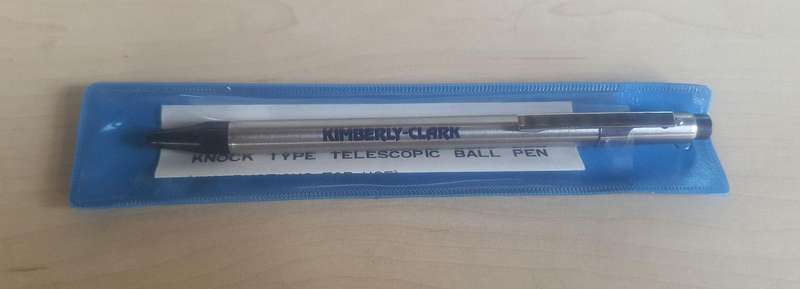 KIMBERLY-CLARK
KNOCK TYPE TELESCOPIC BALL PEN